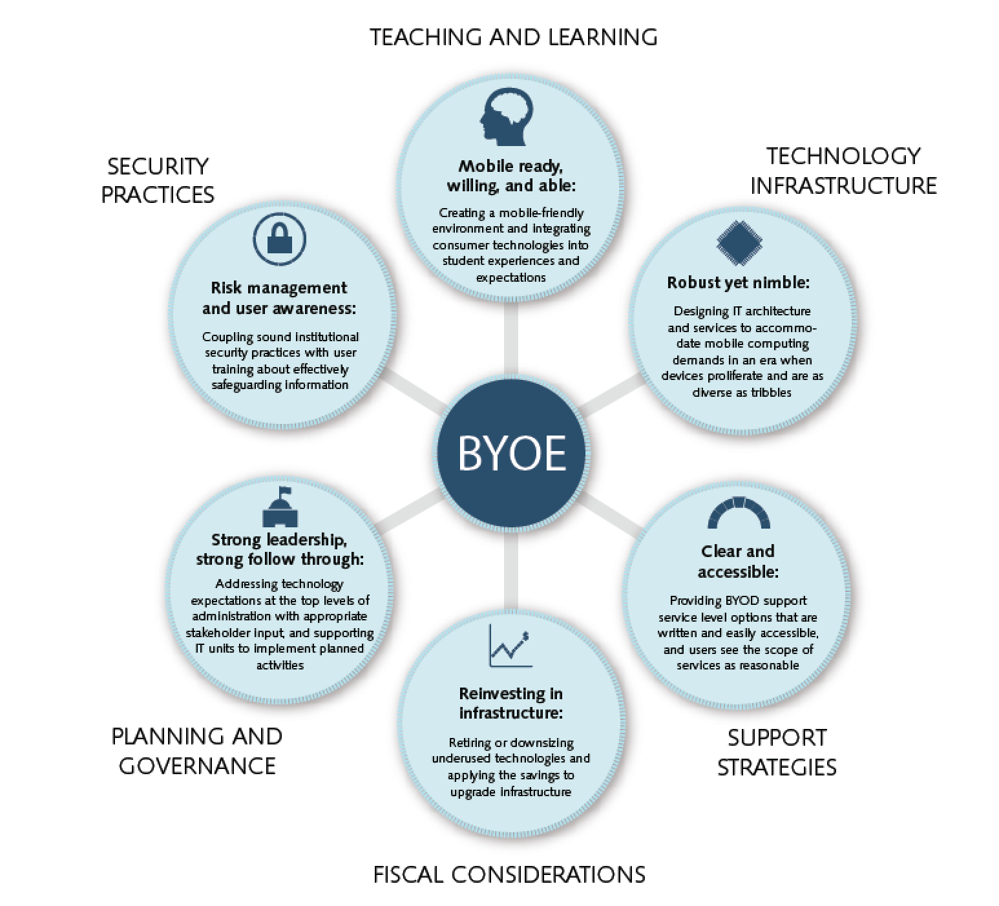 TEACHING AND LEARNING
Mobile ready,
willing, and able:
Creating a mobile-friendly
environment and integrating
consumer technologies into
student experiences and
expectations
TECHNOLOGY
INFRASTRUCTURE
Robust yet nimble:
Designing IT architecture
and services to accommo-
date mobile computing
demands in an era when
devices proliferate and are as
diverse as tribbles
SECURITY
PRACTICES
Risk management
and user awareness:
Coupling sound institutional
security practices with user
training about effectively
safeguarding information
BYOE
Strong leadership,
strong follow through:
Addressing technology
expectations at the top levels of
administration with appropriate
stakeholder input, and supporting
IT units to implement planned
activities
PLANNING AND
GOVERNANCE
Clear and
accessible:
Providing BYOD support
service level options that are
written and easily accessible,
and users see the scope of
services as reasonable
SUPPORT
STRATEGIES
$
Reinvesting in
infrastructure:
Retiring or downsizing
underused technologies and
applying the savings to
upgrade infrastructure
FISCAL CONSIDERATIONS